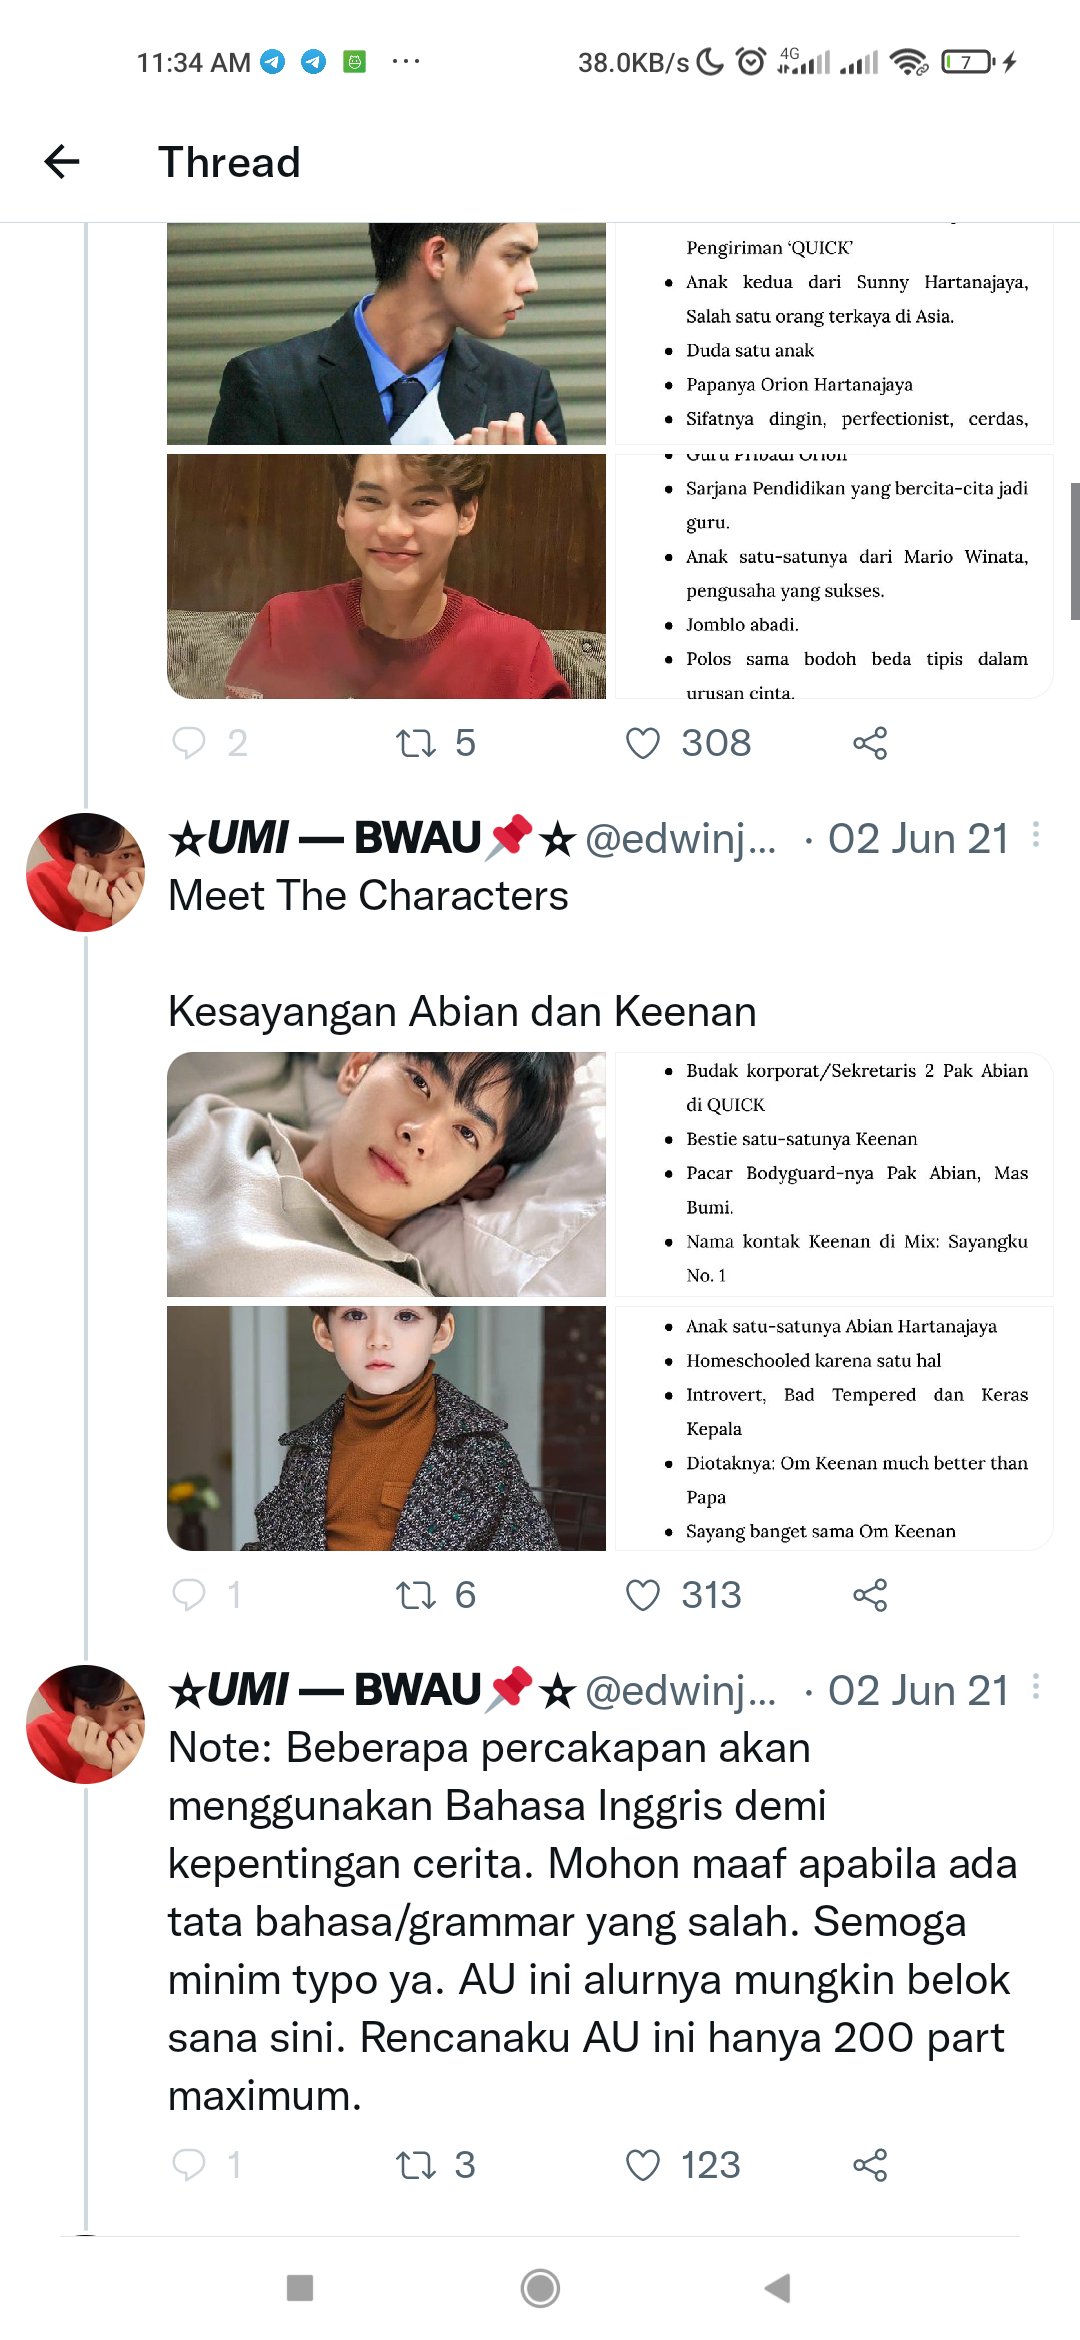 11:34 AM
38.0KB/s
4G
7
Thread
Pengiriman ‘QUICK’
• Anak kedua dari Sunny Hartanajaya,
Salah satu orang terkaya di Asia.
• Duda satu anak
• Papanya Orion Hartanajaya
• Sifatnya dingin, perfectionist, cerdas,
• Guru Pribadi Orion
• Sarjana Pendidikan yang bercita-cita jadi
guru.
• Anak satu-satunya dari Mario Winata,
pengusaha yang sukses.
• Jomblo abadi.
• Polos sama bodoh beda tipis dalam
urusan cinta.
2 5 308
☆UMI — BWAU📌☆ @edwinj... · 02 Jun 21
Meet The Characters
Kesayangan Abian dan Keenan
• Budak korporat/Sekretaris 2 Pak Abian
di QUICK
• Bestie satu-satunya Keenan
• Pacar Bodyguard-nya Pak Abian, Mas
Bumi.
• Nama kontak Keenan di Mix: Sayangku
No. 1
• Anak satu-satunya Abian Hartanajaya
• Homeschooled karena satu hal
• Introvert, Bad Tempered dan Keras
Kepala
• Diotaknya: Om Keenan much better than
Papa
• Sayang banget sama Om Keenan
1 6 313
☆UMI — BWAU📌☆ @edwinj... · 02 Jun 21
Note: Beberapa percakapan akan
menggunakan Bahasa Inggris demi
kepentingan cerita. Mohon maaf apabila ada
tata bahasa/grammar yang salah. Semoga
minim typo ya. AU ini alurnya mungkin belok
sana sini. Rencanaku AU ini hanya 200 part
maximum.
1 3 123